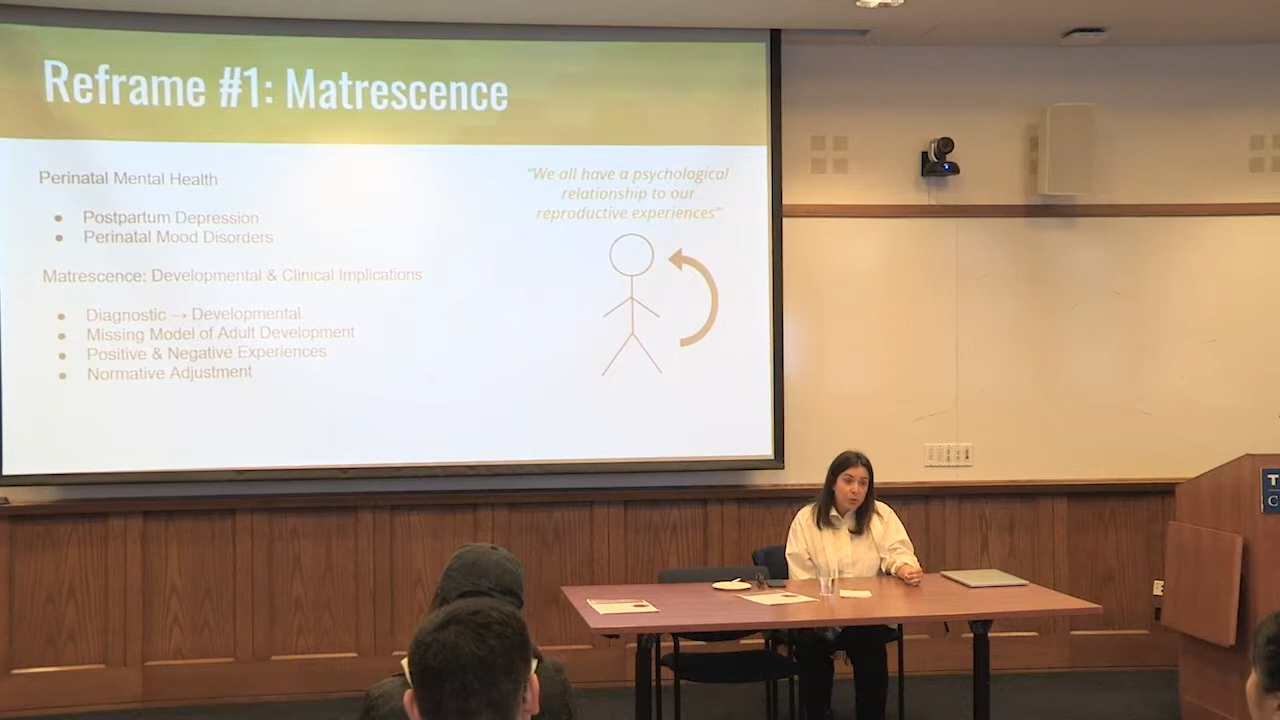 Reframe #1: Matrescence
Perinatal Mental Health
● Postpartum Depression
● Perinatal Mood Disorders
Matrescence: Developmental & Clinical Implications
● Diagnostic → Developmental
● Missing Model of Adult Development
● Positive & Negative Experiences
● Normative Adjustment
“We all have a psychological
relationship to our
reproductive experiences”